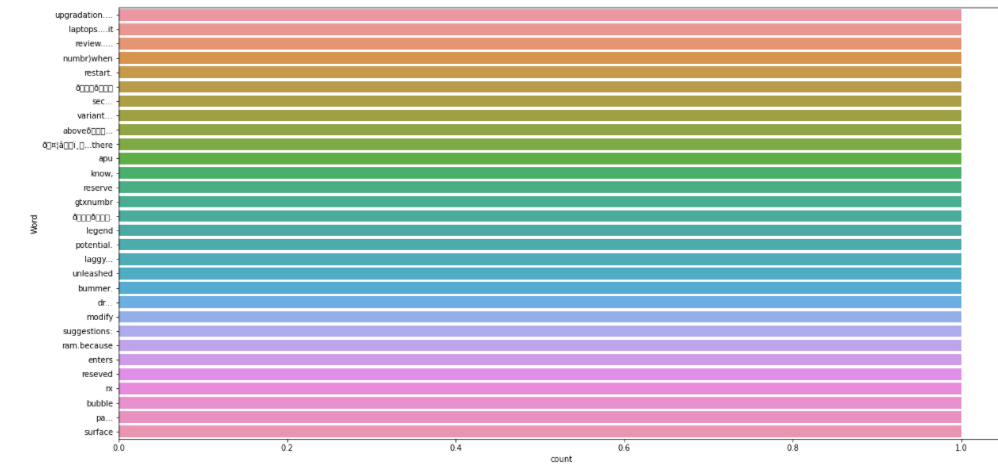 upgradation....
laptops....it
review.....
numbr)when
restart.
sec...
variant...
above
...there
apu
know,
reserve
gtxnumbr
legend
potential.
laggy...
unleashed
bummer.
dr...
modify
suggestions:
ram.because
enters
reseved
rx
bubble
pa...
surface
Word
0.0 0.2 0.4 0.6 0.8 1.0
count